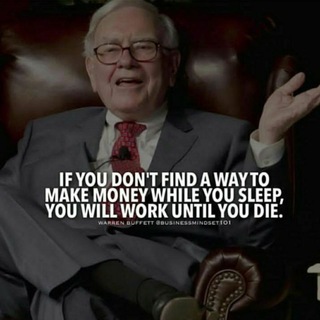 IF YOU DON'T FIND A WAY TO
MAKE MONEY WHILE YOU SLEEP,
YOU WILL WORK UNTIL YOU DIE.
WARREN BUFFETT @BUSINESSMINDSET101